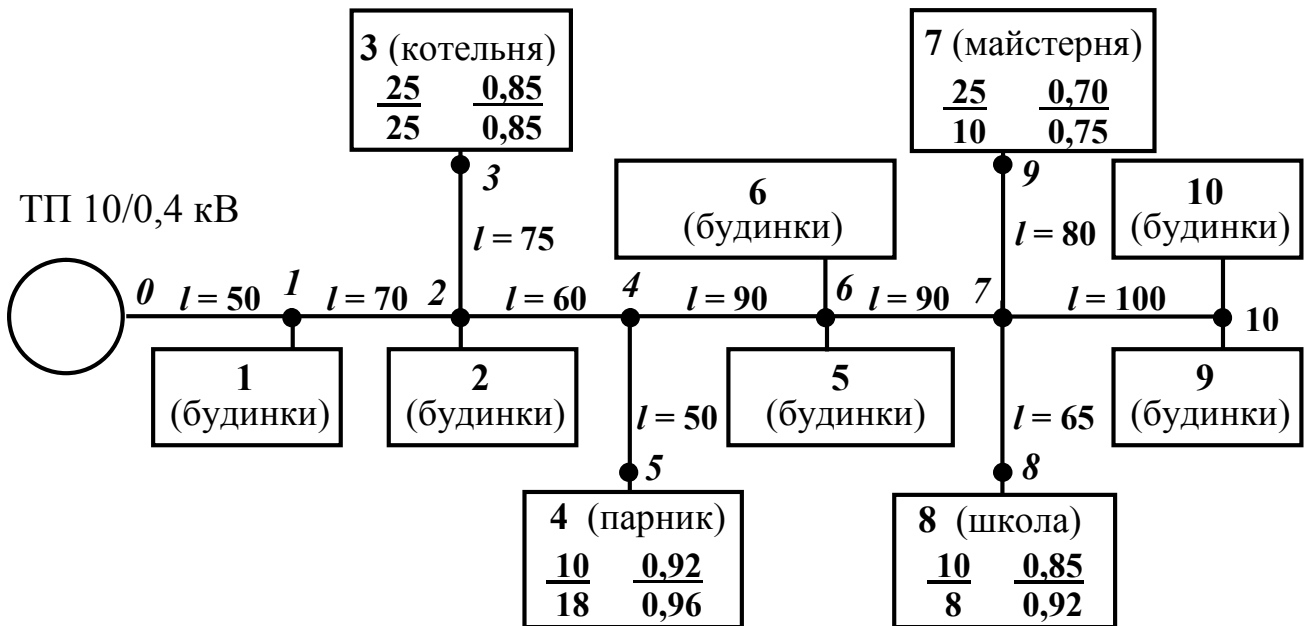 3 (котельня)
25 0,85
25 0,85
7 (майстерня)
25 0,70
10 0,75
3
9
6
(будинки)
10
(будинки)
ТП 10/0,4 кВ
l = 75
l = 80
0 l = 50 1 l = 70 2 l = 60 4 l = 90 6 l = 90 7 l = 100 10
1
(будинки)
2
(будинки)
5
(будинки)
9
(будинки)
l = 50
l = 65
5
8
4 (парник)
10 0,92
18 0,96
8 (школа)
10 0,85
8 0,92